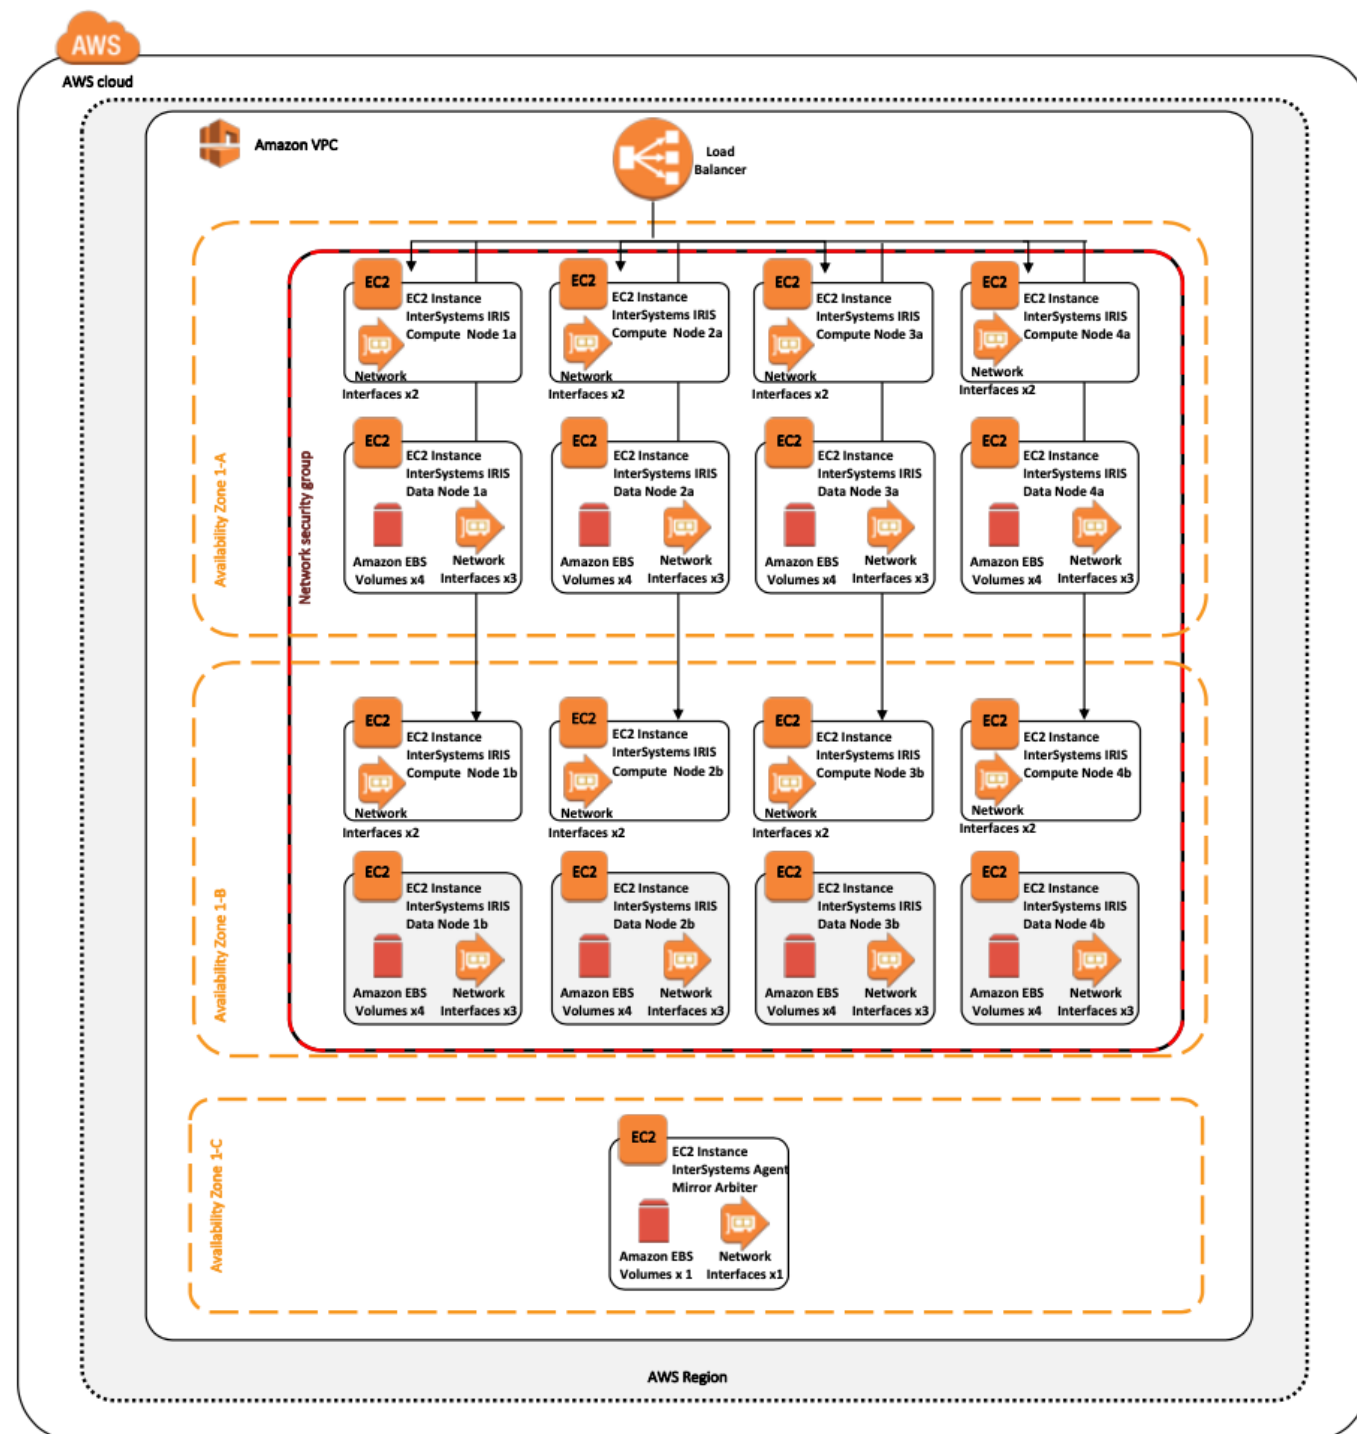 AWS
AWS cloud
Amazon VPC
Load
Balancer
Availability Zone 1-A
Network security group
EC2
EC2 Instance
InterSystems IRIS
Compute Node 1a
Network
Interfaces x2
EC2
EC2 Instance
InterSystems IRIS
Compute Node 2a
Network
Interfaces x2
EC2
EC2 Instance
InterSystems IRIS
Compute Node 3a
Network
Interfaces x2
EC2
EC2 Instance
InterSystems IRIS
Compute Node 4a
Network
Interfaces x2
EC2
EC2 Instance
InterSystems IRIS
Data Node 1a
Amazon EBS
Volumes x4
Network
Interfaces x3
EC2
EC2 Instance
InterSystems IRIS
Data Node 2a
Amazon EBS
Volumes x4
Network
Interfaces x3
EC2
EC2 Instance
InterSystems IRIS
Data Node 3a
Amazon EBS
Volumes x4
Network
Interfaces x3
EC2
EC2 Instance
InterSystems IRIS
Data Node 4a
Amazon EBS
Volumes x4
Network
Interfaces x3
Availability Zone 1-B
EC2
EC2 Instance
InterSystems IRIS
Compute Node 1b
Network
Interfaces x2
EC2
EC2 Instance
InterSystems IRIS
Compute Node 2b
Network
Interfaces x2
EC2
EC2 Instance
InterSystems IRIS
Compute Node 3b
Network
Interfaces x2
EC2
EC2 Instance
InterSystems IRIS
Compute Node 4b
Network
Interfaces x2
EC2
EC2 Instance
InterSystems IRIS
Data Node 1b
Amazon EBS
Volumes x4
Network
Interfaces x3
EC2
EC2 Instance
InterSystems IRIS
Data Node 2b
Amazon EBS
Volumes x4
Network
Interfaces x3
EC2
EC2 Instance
InterSystems IRIS
Data Node 3b
Amazon EBS
Volumes x4
Network
Interfaces x3
EC2
EC2 Instance
InterSystems IRIS
Data Node 4b
Amazon EBS
Volumes x4
Network
Interfaces x3
Availability Zone 1-C
EC2
EC2 Instance
InterSystems Agent
Mirror Arbiter
Amazon EBS
Volumes x 1
Network
Interfaces x1
AWS Region